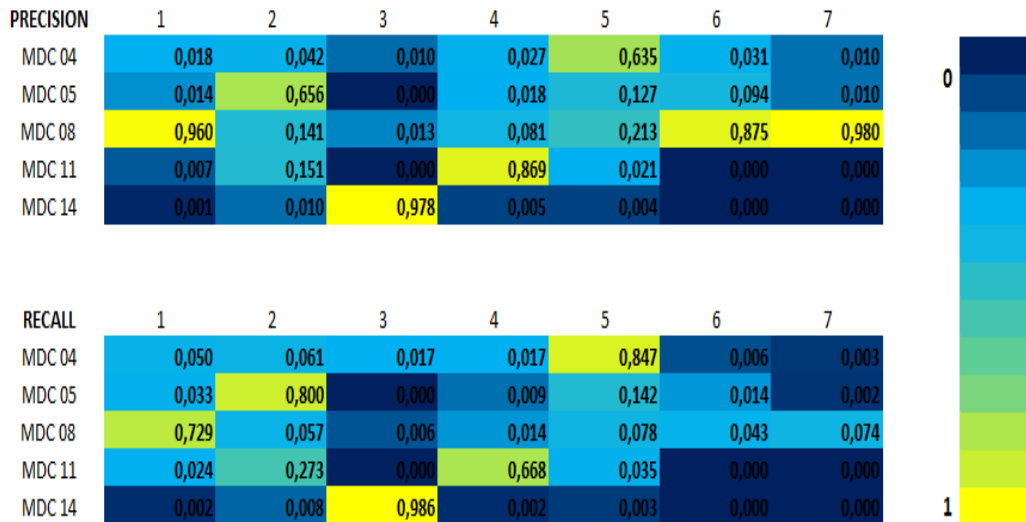 PRECISION 1 2 3 4 5 6 7
MDC 04 0,018 0,042 0,010 0,027 0,635 0,031 0,010
0
MDC 05 0,014 0,656 0,000 0,018 0,127 0,094 0,010
MDC 08 0,960 0,141 0,013 0,081 0,213 0,875 0,980
MDC 11 0,007 0,151 0,000 0,869 0,021 0,000 0,000
MDC 14 0,001 0,010 0,978 0,005 0,004 0,000 0,000
RECALL 1 2 3 4 5 6 7
MDC 04 0,050 0,061 0,017 0,017 0,847 0,006 0,003
MDC 05 0,033 0,800 0,000 0,009 0,142 0,014 0,002
MDC 08 0,729 0,057 0,006 0,014 0,078 0,043 0,074
MDC 11 0,024 0,273 0,000 0,668 0,035 0,000 0,000
MDC 14 0,002 0,008 0,986 0,002 0,003 0,000 0,000
1